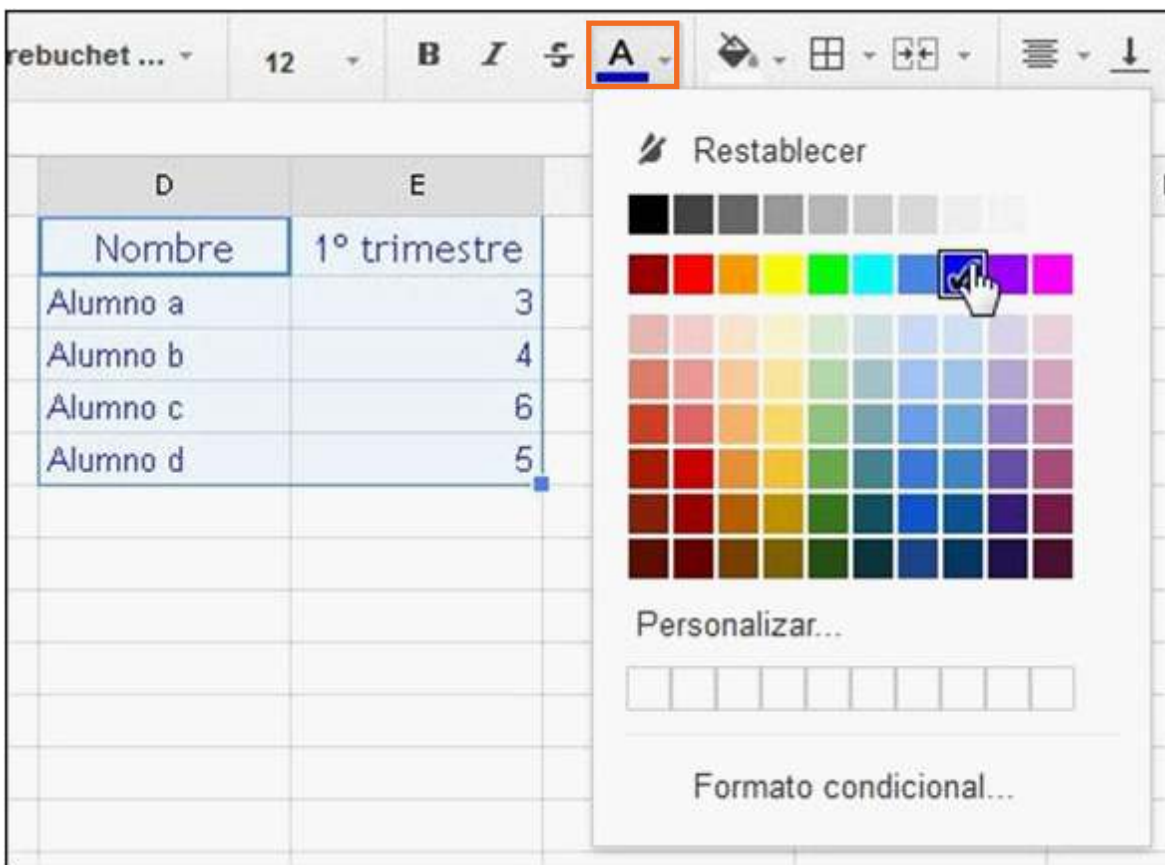 rebuchet ... 12 B I S A
Restablecer
D E
Nombre 1º trimestre
Alumno a 3
Alumno b 4
Alumno c 6
Alumno d 5
Personalizar...
Formato condicional...